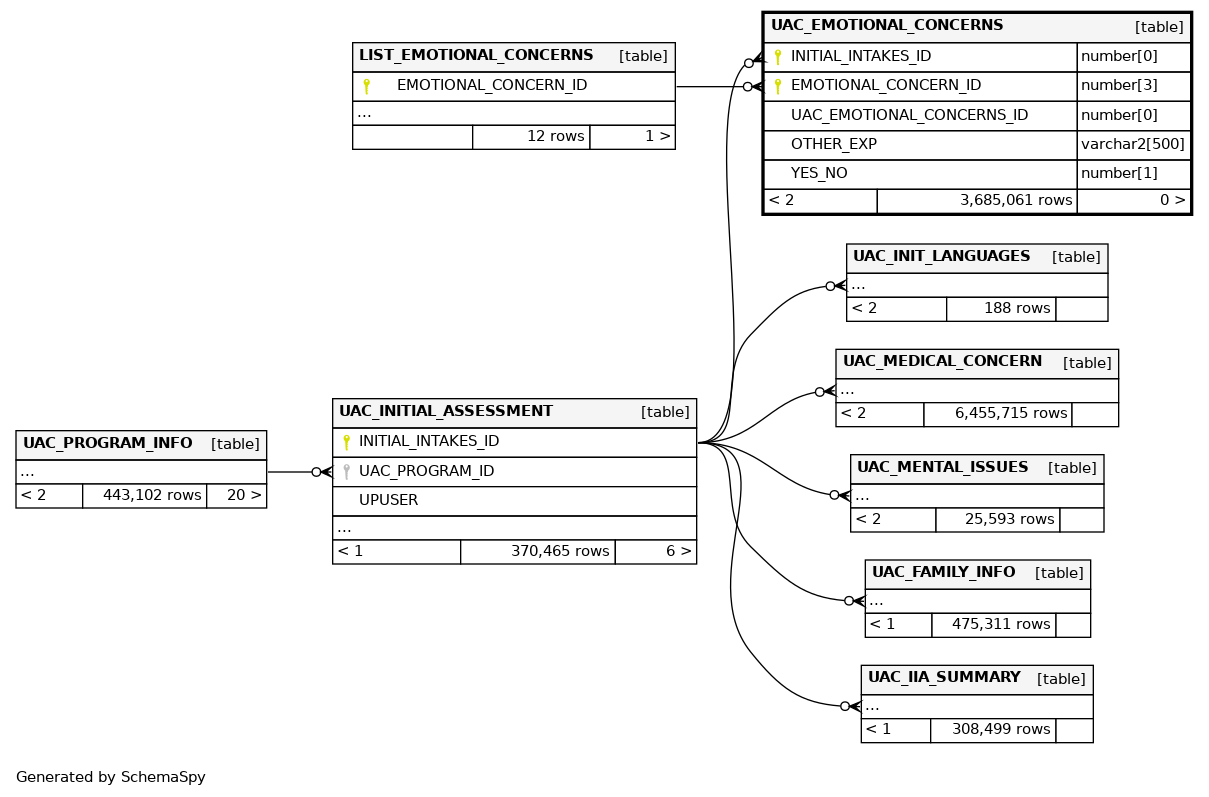 UAC_EMOTIONAL_CONCERNS [table]
INITIAL_INTAKES_ID number[0]
EMOTIONAL_CONCERN_ID number[3]
UAC_EMOTIONAL_CONCERNS_ID number[0]
OTHER_EXP varchar2[500]
YES_NO number[1]
< 2 3,685,061 rows 0 >
LIST_EMOTIONAL_CONCERNS [table]
EMOTIONAL_CONCERN_ID
...
12 rows 1 >
UAC_INIT_LANGUAGES [table]
...
< 2 188 rows
UAC_MEDICAL_CONCERN [table]
...
< 2 6,455,715 rows
UAC_PROGRAM_INFO [table]
...
< 2 443,102 rows 20 >
UAC_INITIAL_ASSESSMENT [table]
INITIAL_INTAKES_ID
UAC_PROGRAM_ID
UPUSER
...
< 1 370,465 rows 6 >
UAC_MENTAL_ISSUES [table]
...
< 2 25,593 rows
UAC_FAMILY_INFO [table]
...
< 1 475,311 rows
UAC_IIA_SUMMARY [table]
...
< 1 308,499 rows
Generated by SchemaSpy